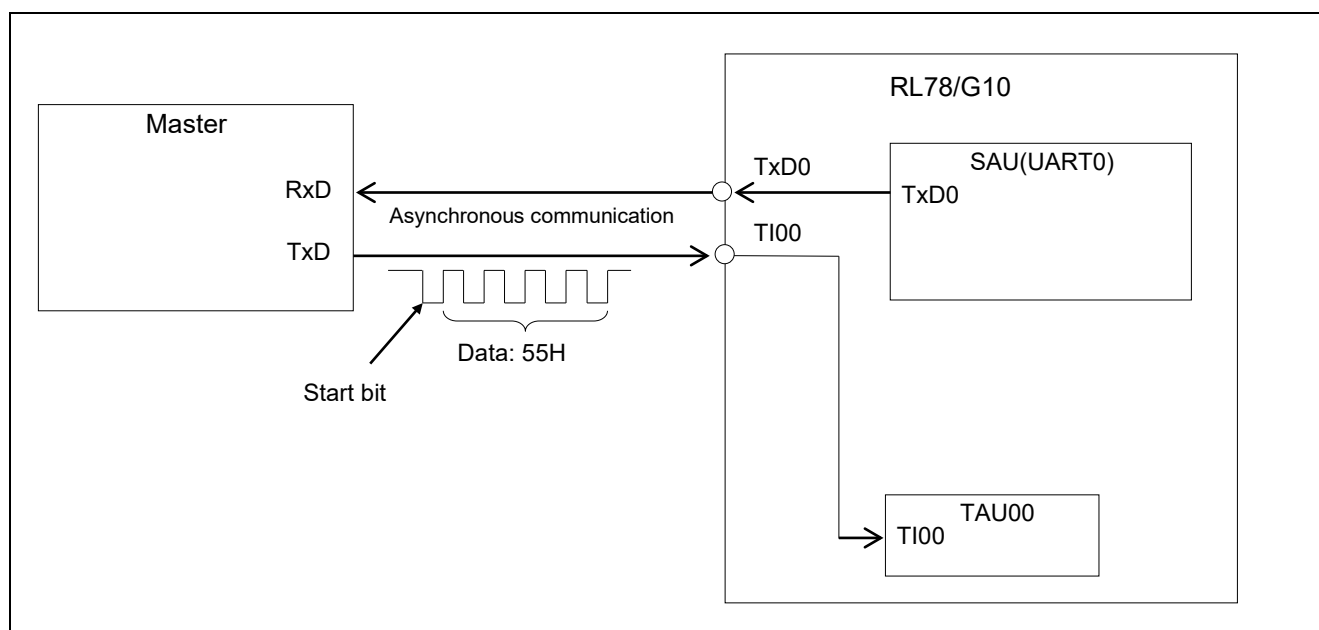 RL78/G10
Master
SAU(UART0)
TxD0
TxD0
RxD
Asynchronous communication
TxD
TI00
Data: 55H
Start bit
TAU00
TI00